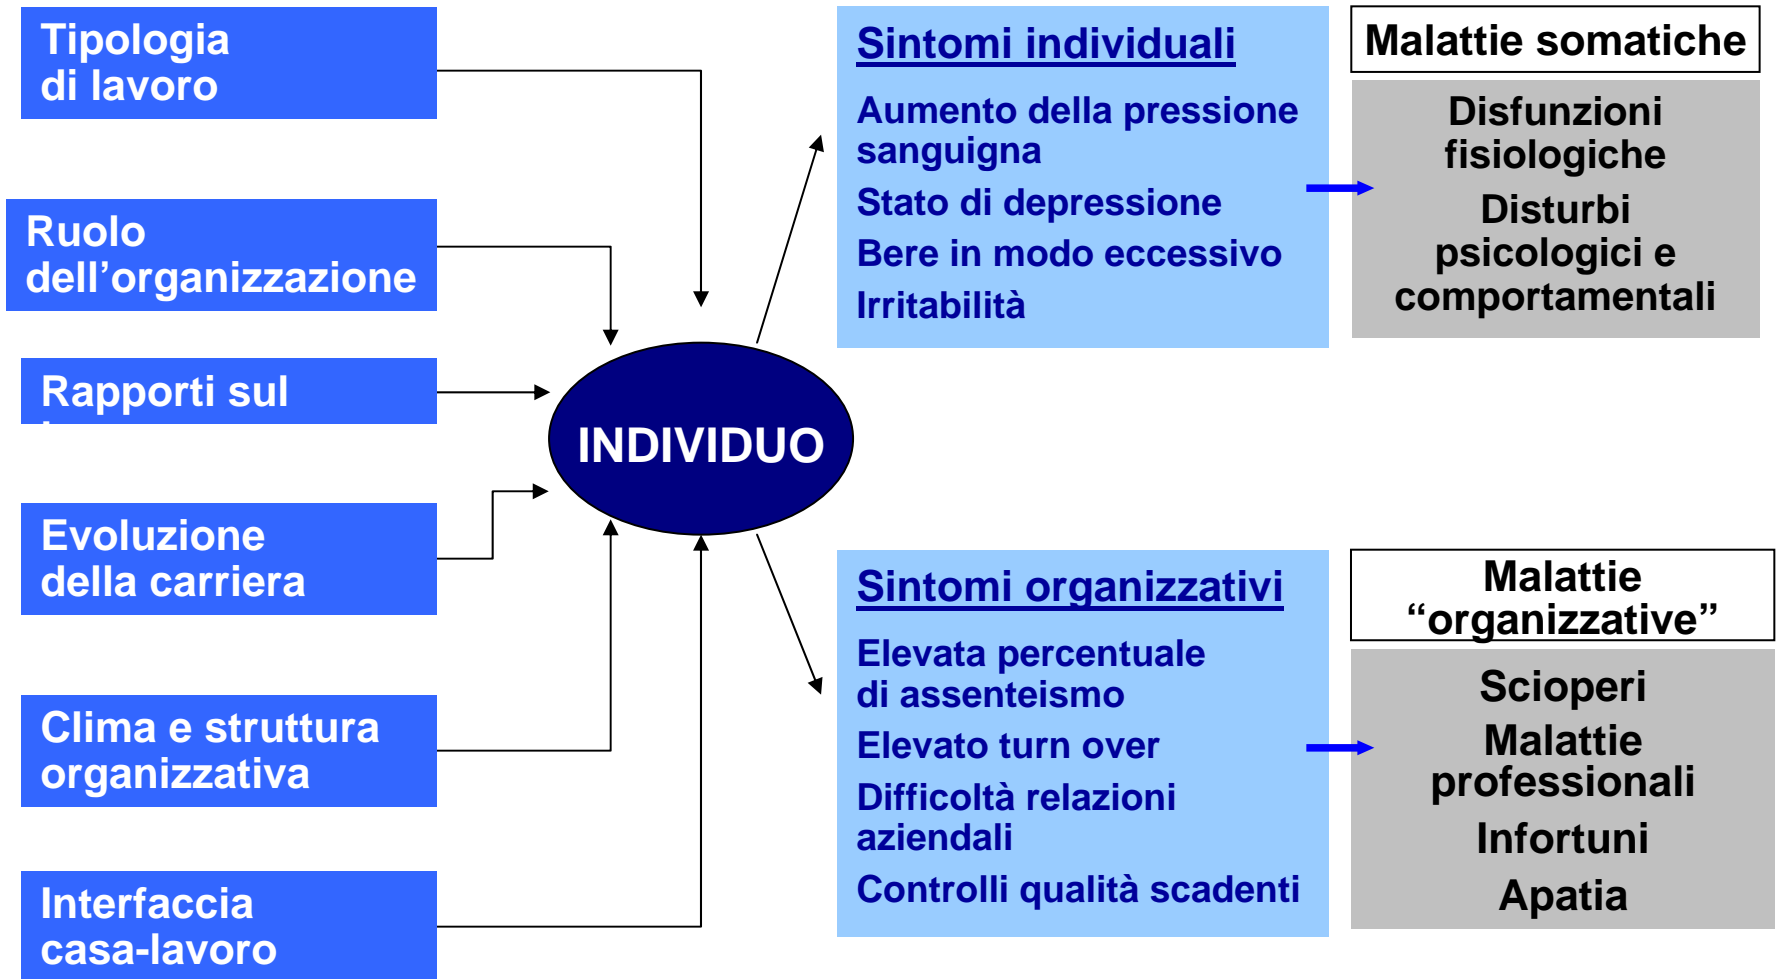 Tipologia
di lavoro
Ruolo
dell’organizzazione
Rapporti sul
Evoluzione
della carriera
Clima e struttura
organizzativa
Interfaccia
casa-lavoro
INDIVIDUO
Sintomi individuali
Aumento della pressione
sanguigna
Stato di depressione
Bere in modo eccessivo
Irritabilità
Malattie somatiche
Disfunzioni
fisiologiche
Disturbi
psicologici e
comportamentali
Sintomi organizzativi
Elevata percentuale
di assenteismo
Elevato turn over
Difficoltà relazioni
aziendali
Controlli qualità scadenti
Malattie
“organizzative”
Scioperi
Malattie
professionali
Infortuni
Apatia